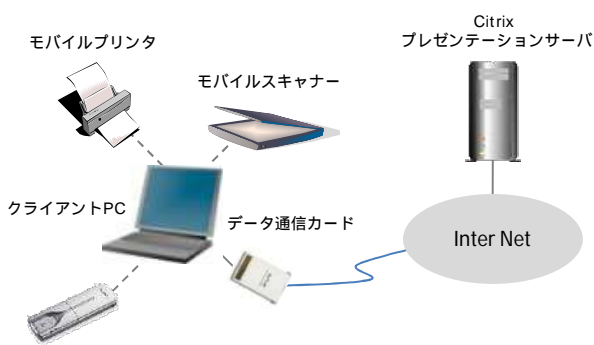 Citrix
プレゼンテーションサーバ
モバイルプリンタ
モバイルスキャナー
クライアントPC
データ通信カード
Inter Net